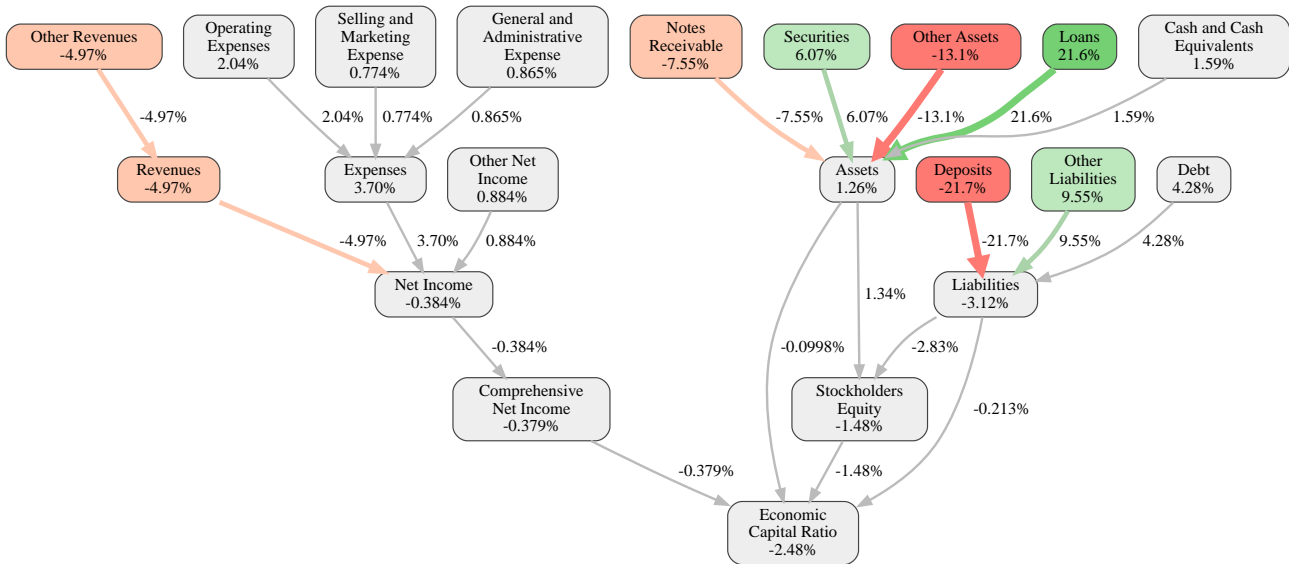 Other Revenues
-4.97%
Operating
Expenses
2.04%
Selling and
Marketing
Expense
0.774%
General and
Administrative
Expense
0.865%
Notes
Receivable
-7.55%
Securities
6.07%
Other Assets
-13.1%
Loans
21.6%
Cash and Cash
Equivalents
1.59%
-4.97%
2.04%
0.774%
0.865%
-7.55%
6.07%
-13.1%
21.6%
1.59%
Revenues
-4.97%
Expenses
3.70%
Other Net
Income
0.884%
Assets
1.26%
Deposits
-21.7%
Other
Liabilities
9.55%
Debt
4.28%
-4.97%
3.70%
0.884%
-21.7%
9.55%
4.28%
Net Income
-0.384%
1.34%
Liabilities
-3.12%
-0.384%
-0.0998%
-2.83%
Comprehensive
Net Income
-0.379%
Stockholders
Equity
-1.48%
-0.213%
-0.379%
-1.48%
Economic
Capital Ratio
-2.48%